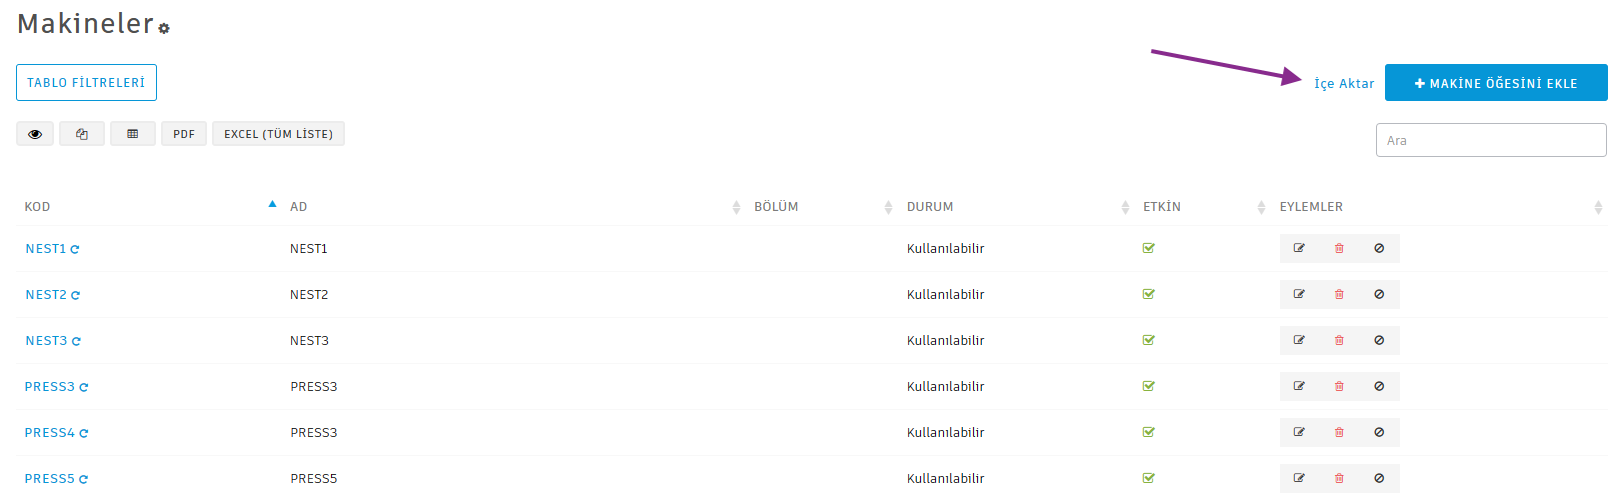 Makineler
TABLO FİLTRELERİ
İçe Aktar
MAKİNE ÖĞESİNİ EKLE
PDF
EXCEL (TÜM LİSTE)
Ara
KOD AD BÖLÜM DURUM ETKİN EYLEMLER
NEST1 NEST1 Kullanılabilir
NEST2 NEST2 Kullanılabilir
NEST3 NEST3 Kullanılabilir
PRESS3 PRESS3 Kullanılabilir
PRESS4 PRESS3 Kullanılabilir
PRESS5 PRESS5 Kullanılabilir